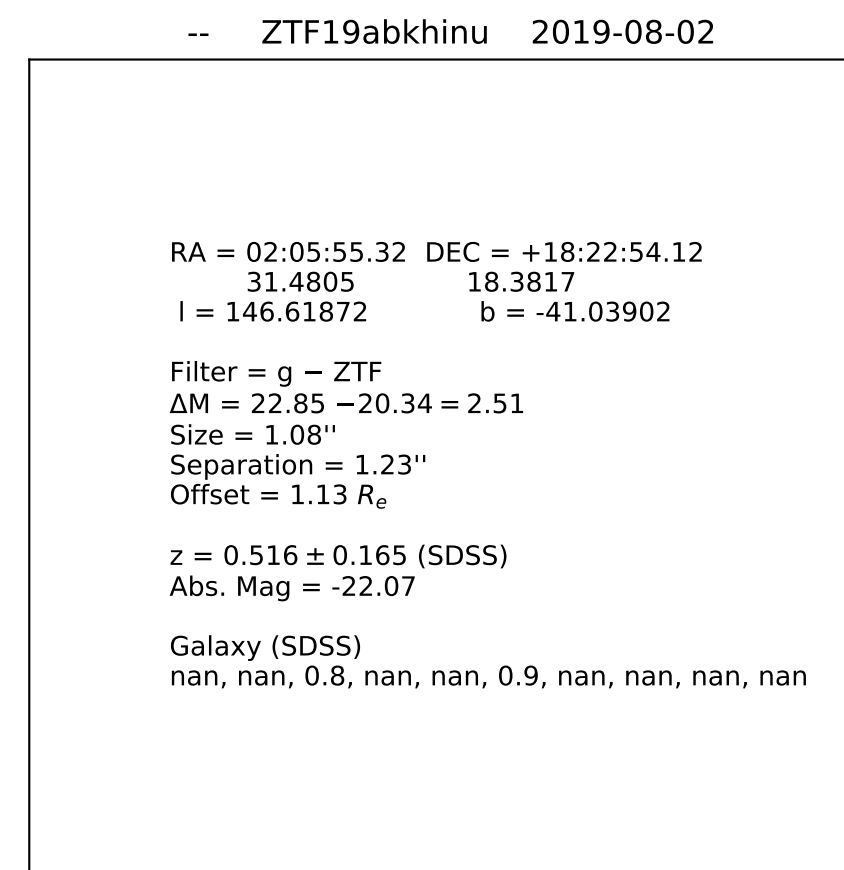 -- ZTF19abkhinu 2019-08-02
RA = 02:05:55.32 DEC = +18:22:54.12
31.4805 18.3817
l = 146.61872 b = -41.03902
Filter = g − ZTF
ΔM = 22.85 −20.34 = 2.51
Size = 1.08''
Separation = 1.23''
Offset = 1.13 Rₑ
z = 0.516 ± 0.165 (SDSS)
Abs. Mag = -22.07
Galaxy (SDSS)
nan, nan, 0.8, nan, nan, 0.9, nan, nan, nan, nan